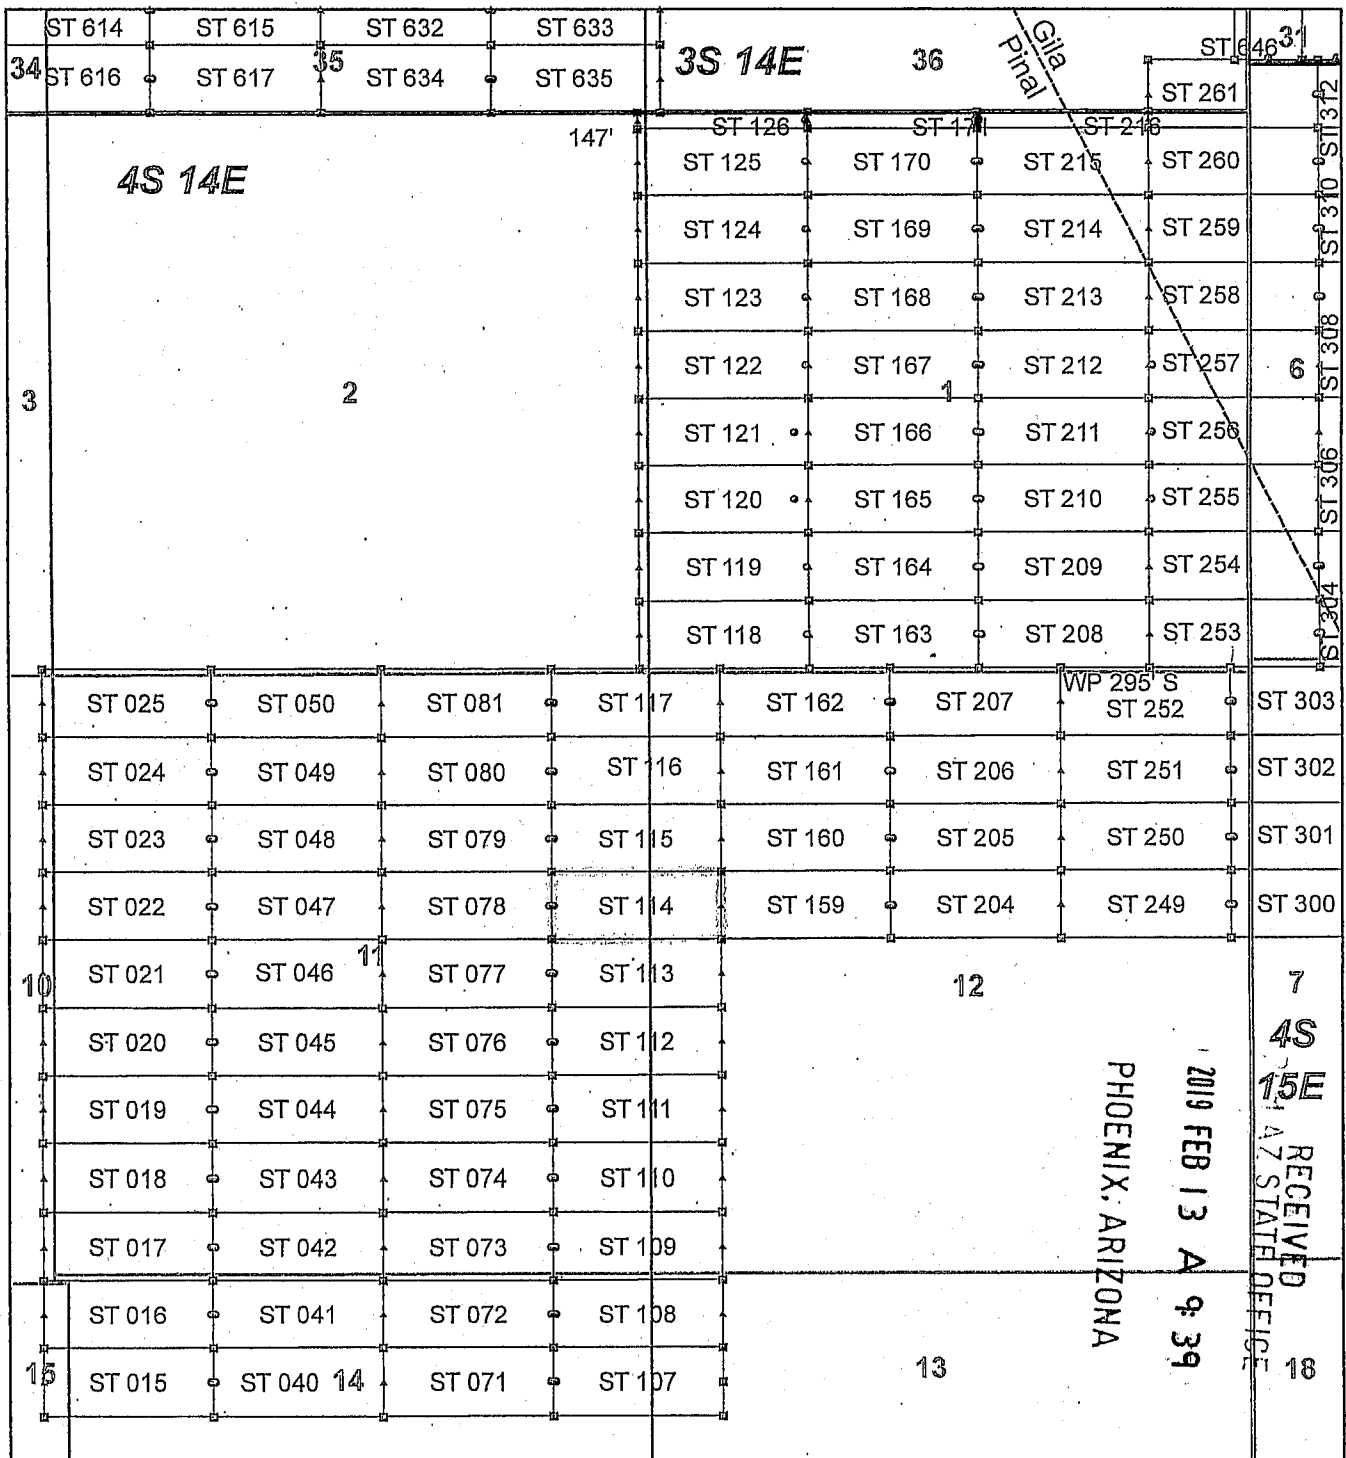 ST 614 ST 615 ST 632 ST 633
34 ST 616 ST 617 35 ST 634 ST 635 3S 14E 36 Gila Pinal ST 646 31
ST 261 ST 312
147' ST 126 ST 171 ST 216
4S 14E ST 125 ST 170 ST 215 ST 260 ST 310
ST 124 ST 169 ST 214 ST 259
ST 123 ST 168 ST 213 ST 258 ST 308
3 2 ST 122 ST 167 1 ST 212 ST 257 6
ST 121 ST 166 ST 211 ST 256 ST 306
ST 120 ST 165 ST 210 ST 255
ST 119 ST 164 ST 209 ST 254 ST 304
ST 118 ST 163 ST 208 ST 253
WP 295' S
ST 025 ST 050 ST 081 ST 117 ST 162 ST 207 ST 252 ST 303
ST 024 ST 049 ST 080 ST 116 ST 161 ST 206 ST 251 ST 302
ST 023 ST 048 ST 079 ST 115 ST 160 ST 205 ST 250 ST 301
ST 022 ST 047 ST 078 ST 114 ST 159 ST 204 ST 249 ST 300
10 ST 021 ST 046 11 ST 077 ST 113 12 7
ST 020 ST 045 ST 076 ST 112 4S
ST 019 ST 044 ST 075 ST 111 15E
ST 018 ST 043 ST 074 ST 110
ST 017 ST 042 ST 073 ST 109
ST 016 ST 041 ST 072 ST 108
15 ST 015 ST 040 14 ST 071 ST 107 13 18
RECEIVED
AZ STATE OFFICE
2019 FEB 13 A 9:39
PHOENIX, ARIZONA